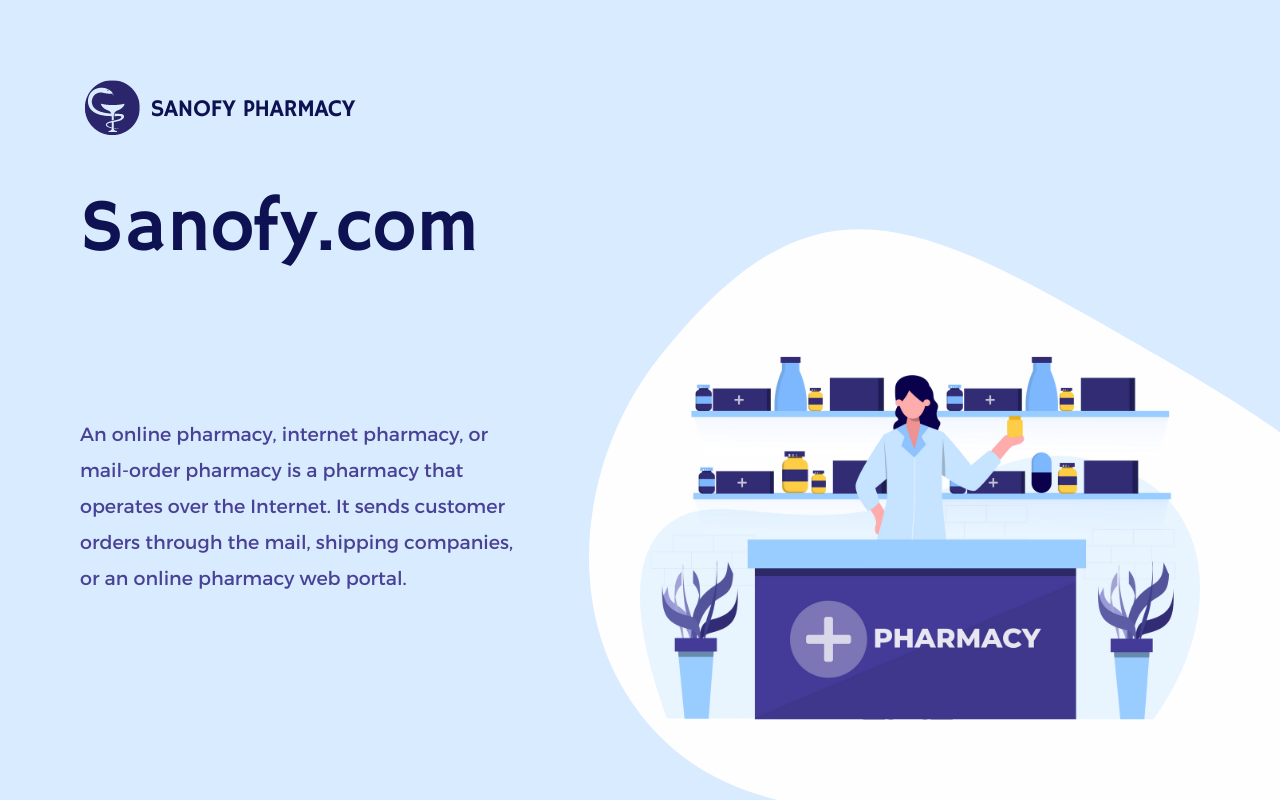 SANOFY PHARMACY
Sanofy.com
An online pharmacy, internet pharmacy, or
mail-order pharmacy is a pharmacy that
operates over the Internet. It sends customer
orders through the mail, shipping companies,
or an online pharmacy web portal.
PHARMACY